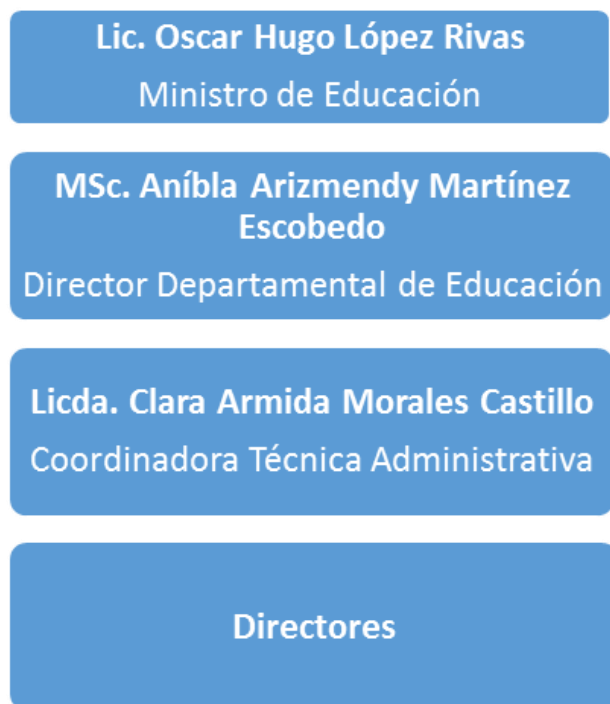 Lic. Oscar Hugo López Rivas
Ministro de Educación
MSc. Aníbla Arizmendy Martínez
Escobedo
Director Departamental de Educación
Licda. Clara Armida Morales Castillo
Coordinadora Técnica Administrativa
Directores